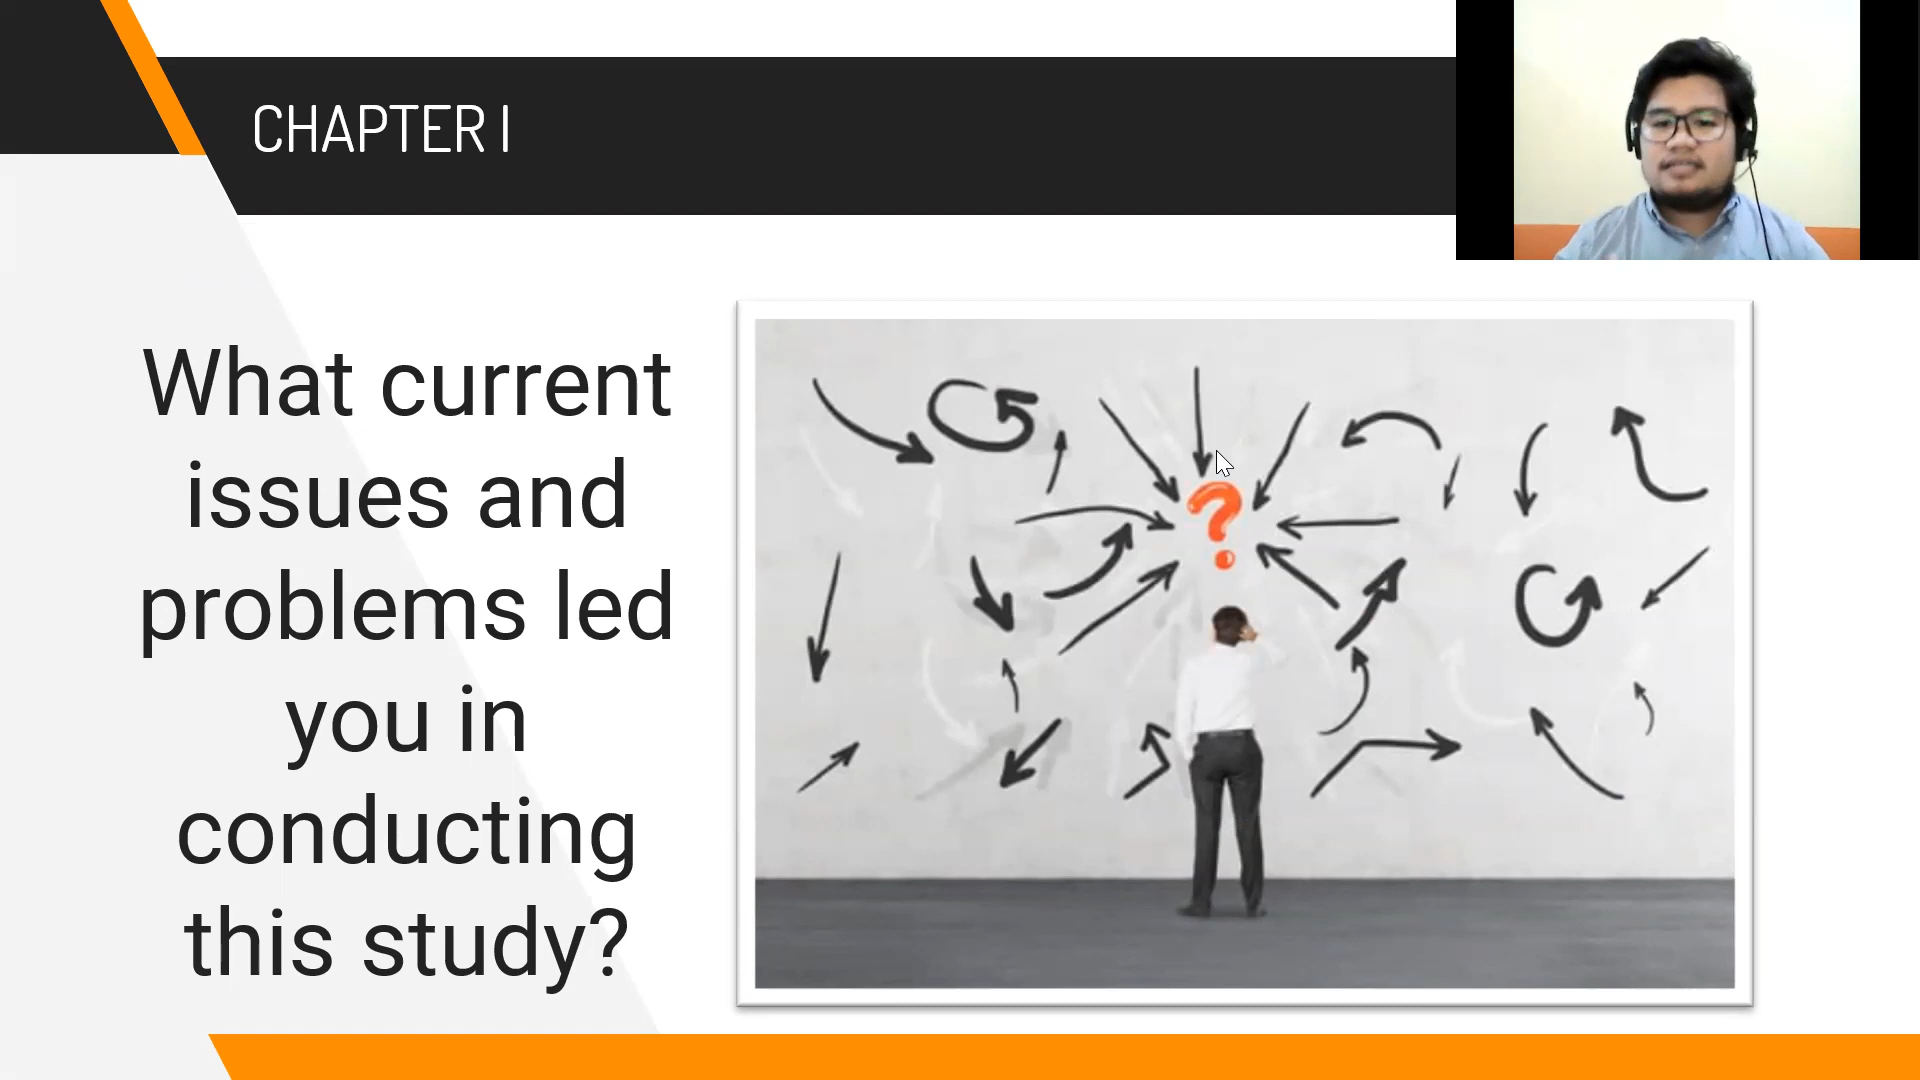 CHAPTER I
What current
issues and
problems led
you in
conducting
this study?
?